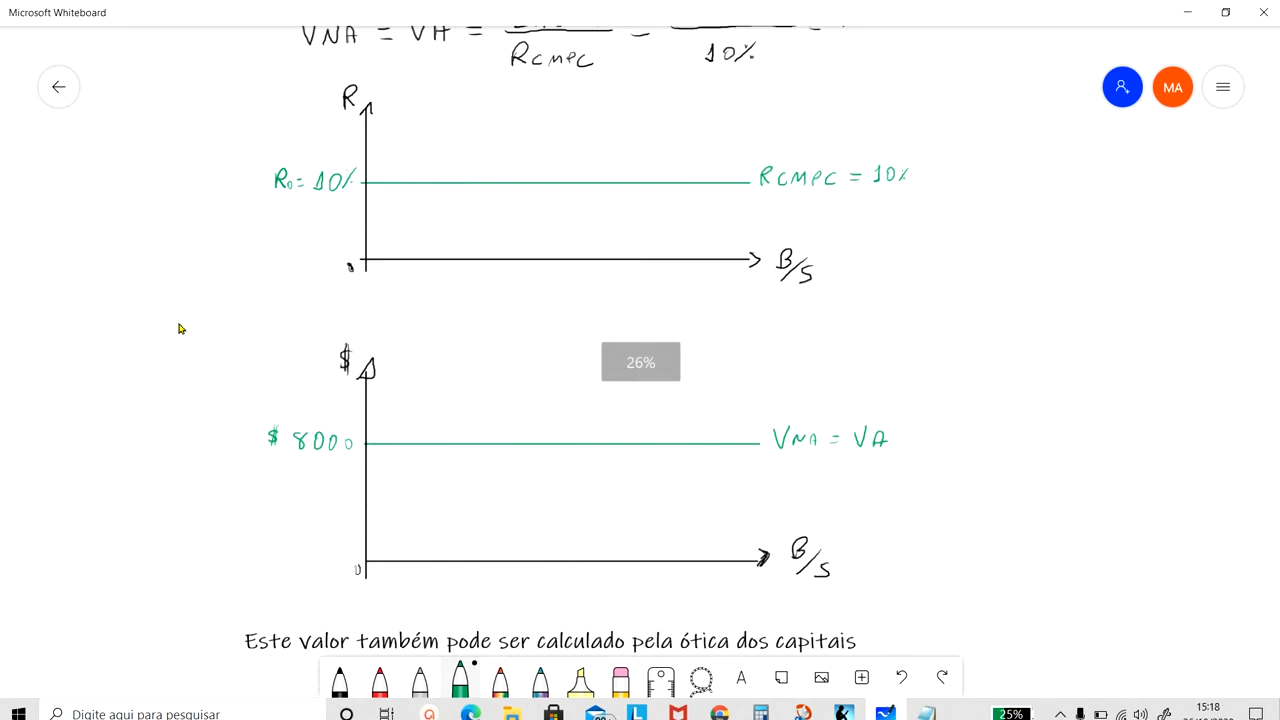 Microsoft Whiteboard
VNA = VA = =
RCMPC
10%
MA
R
R0 = 10%
RCMPC = 10%
0
B/S
$
26%
$ 8000
VNA = VA
0
B/S
Este valor também pode ser calculado pela ótica dos capitais
A
Digite aqui para pesquisar
25%
15:18